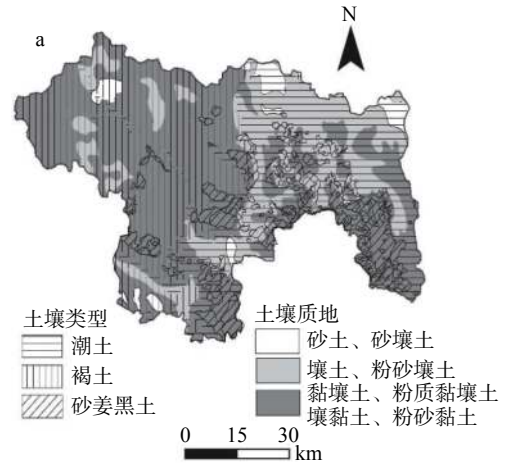 a
N
土壤类型
潮土
褐土
砂姜黑土
土壤质地
砂土、砂壤土
壤土、粉砂壤土
黏壤土、粉质黏壤土
壤黏土、粉砂黏土
0 15 30
km